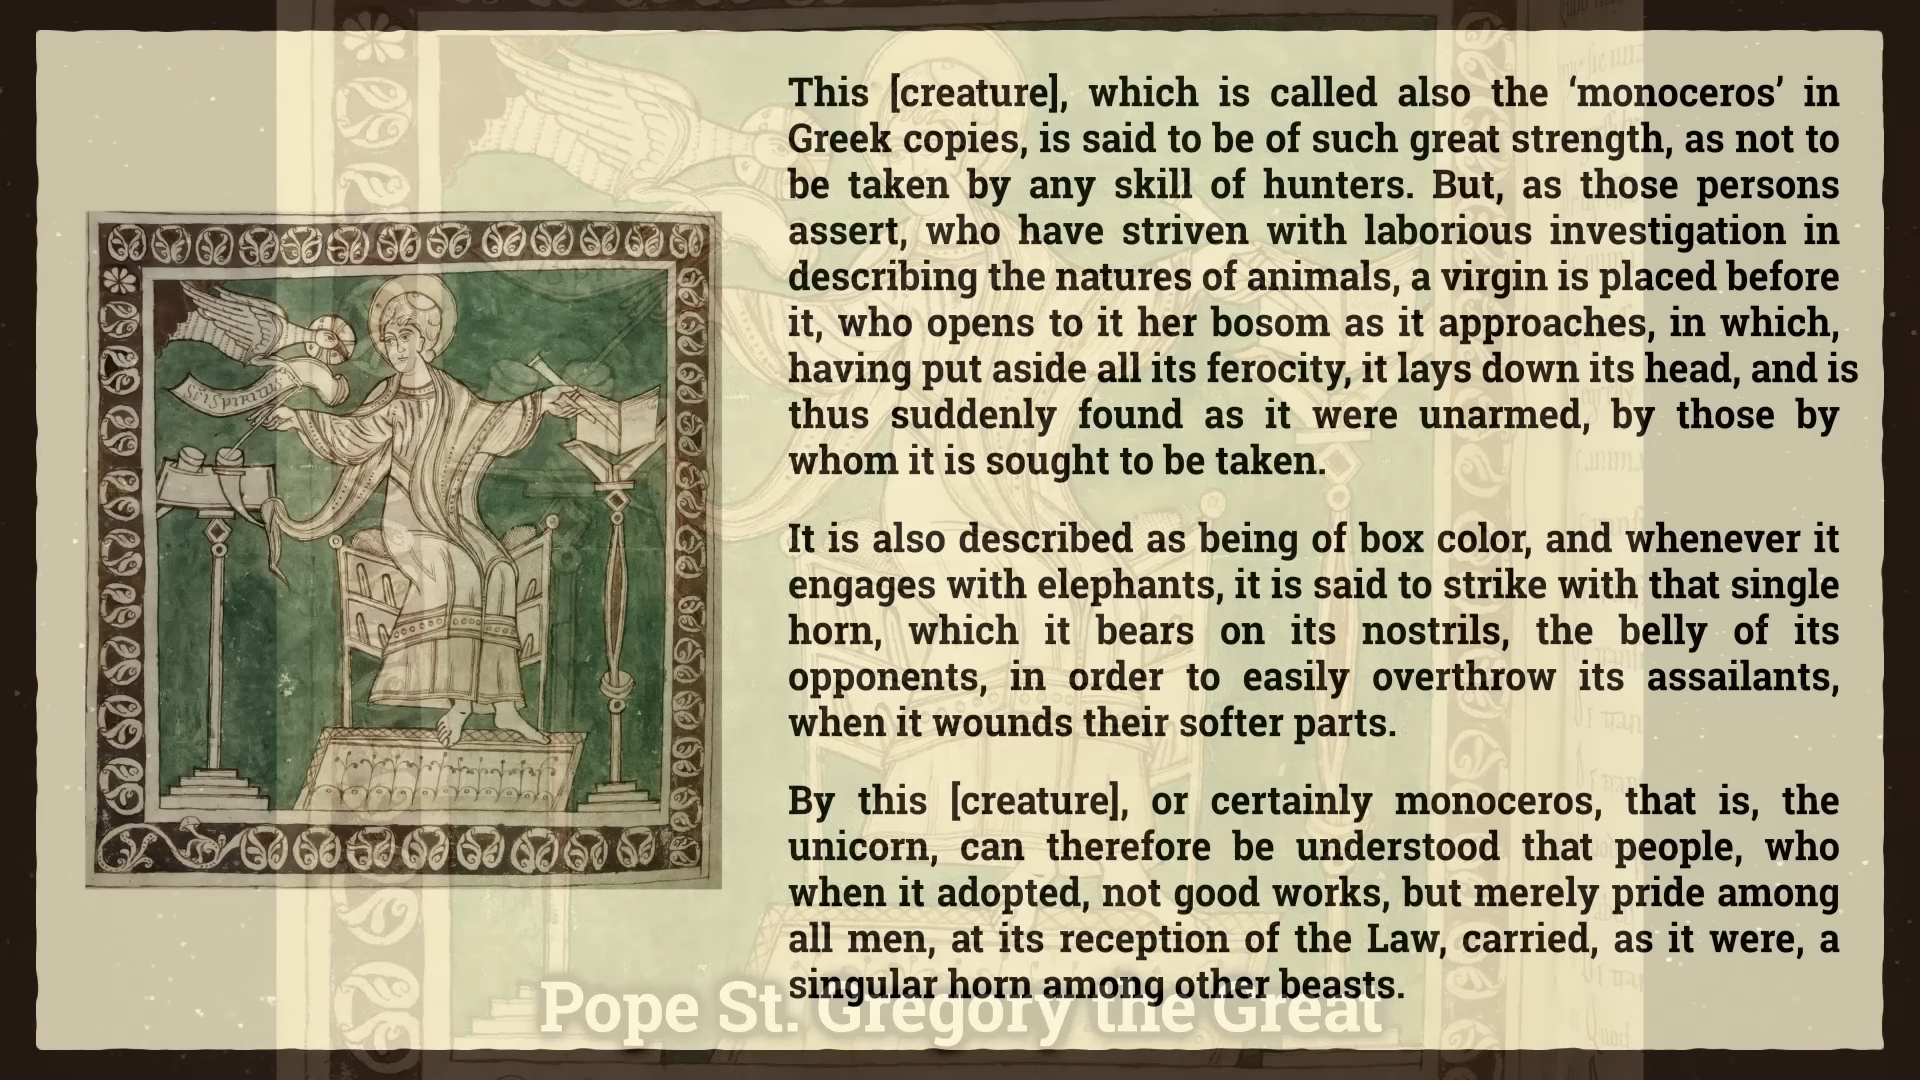 This [creature], which is called also the ‘monoceros’ in
Greek copies, is said to be of such great strength, as not to
be taken by any skill of hunters. But, as those persons
assert, who have striven with laborious investigation in
describing the natures of animals, a virgin is placed before
it, who opens to it her bosom as it approaches, in which,
having put aside all its ferocity, it lays down its head, and is
thus suddenly found as it were unarmed, by those by
whom it is sought to be taken.
It is also described as being of box color, and whenever it
engages with elephants, it is said to strike with that single
horn, which it bears on its nostrils, the belly of its
opponents, in order to easily overthrow its assailants,
when it wounds their softer parts.
By this [creature], or certainly monoceros, that is, the
unicorn, can therefore be understood that people, who
when it adopted, not good works, but merely pride among
all men, at its reception of the Law, carried, as it were, a
singular horn among other beasts.
Pope St. Gregory the Great